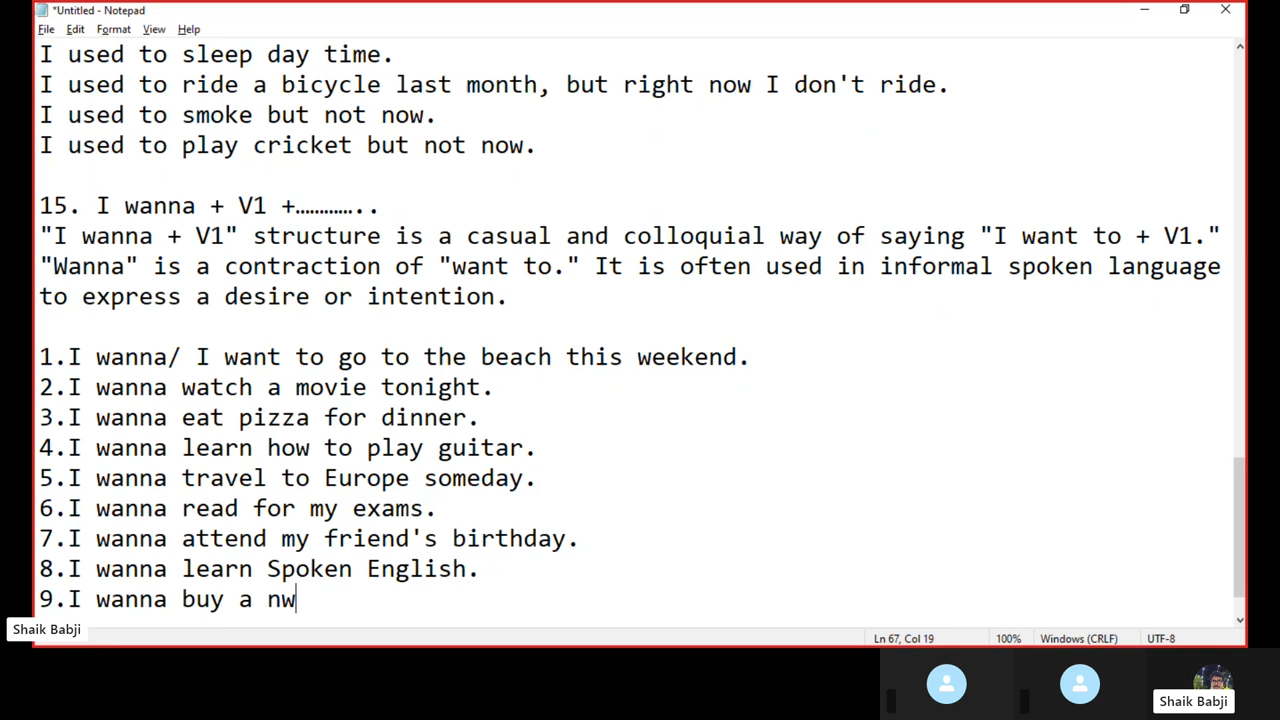 *Untitled - Notepad
File Edit Format View Help
I used to sleep day time.
I used to ride a bicycle last month, but right now I don't ride.
I used to smoke but not now.
I used to play cricket but not now.
15. I wanna + V1 +…………..
"I wanna + V1" structure is a casual and colloquial way of saying "I want to + V1."
"Wanna" is a contraction of "want to." It is often used in informal spoken language
to express a desire or intention.
1.I wanna/ I want to go to the beach this weekend.
2.I wanna watch a movie tonight.
3.I wanna eat pizza for dinner.
4.I wanna learn how to play guitar.
5.I wanna travel to Europe someday.
6.I wanna read for my exams.
7.I wanna attend my friend's birthday.
8.I wanna learn Spoken English.
9.I wanna buy a nw
Shaik Babji
Ln 67, Col 19 100% Windows (CRLF) UTF-8
Shaik Babji